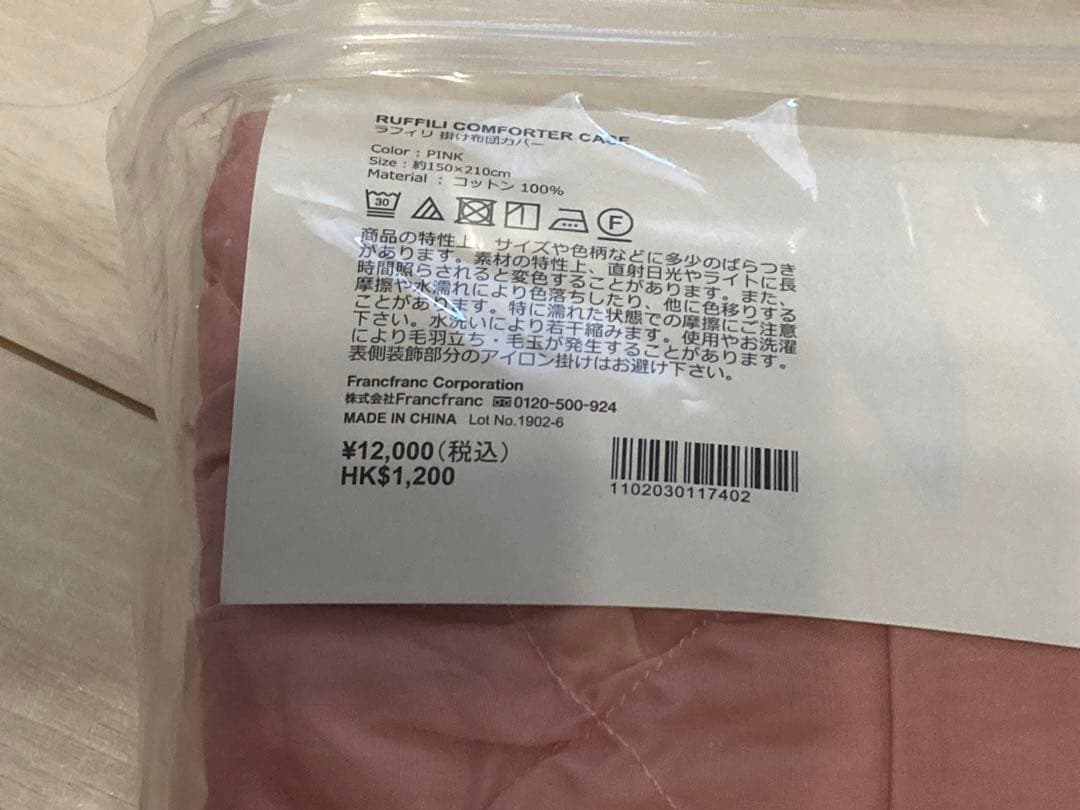 RUFFILI COMFORTER CASE
ラフィリ 掛け布団カバー
Color : PINK
Size : 約150×210cm
Material : コットン 100%
30
F
商品の特性上、サイズや色柄などに多少のばらつき
があります。素材の特性上、直射日光やライトに長
時間照らされると変色することがあります。また、
摩擦や水濡れにより色落ちしたり、他に色移りする
ことがあります。特に濡れた状態での摩擦にご注意
下さい。水洗いにより若干縮みます。使用やお洗濯
により毛羽立ち・毛玉が発生することがあります。
表側装飾部分のアイロン掛けはお避け下さい。
Francfranc Corporation
株式会社Francfranc 0120-500-924
MADE IN CHINA Lot No.1902-6
¥12,000(税込)
HK$1,200
1102030117402